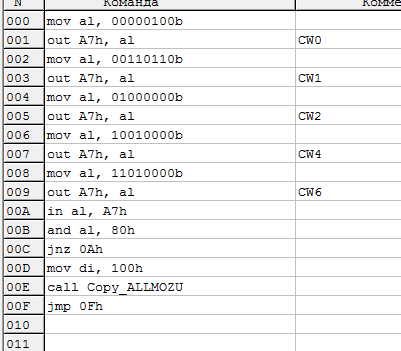 N Команда Комме
000 mov al, 00000100b
001 out A7h, al CW0
002 mov al, 00110110b
003 out A7h, al CW1
004 mov al, 01000000b
005 out A7h, al CW2
006 mov al, 10010000b
007 out A7h, al CW4
008 mov al, 11010000b
009 out A7h, al CW6
00A in al, A7h
00B and al, 80h
00C jnz 0Ah
00D mov di, 100h
00E call Copy_ALLMOZU
00F jmp 0Fh
010
011